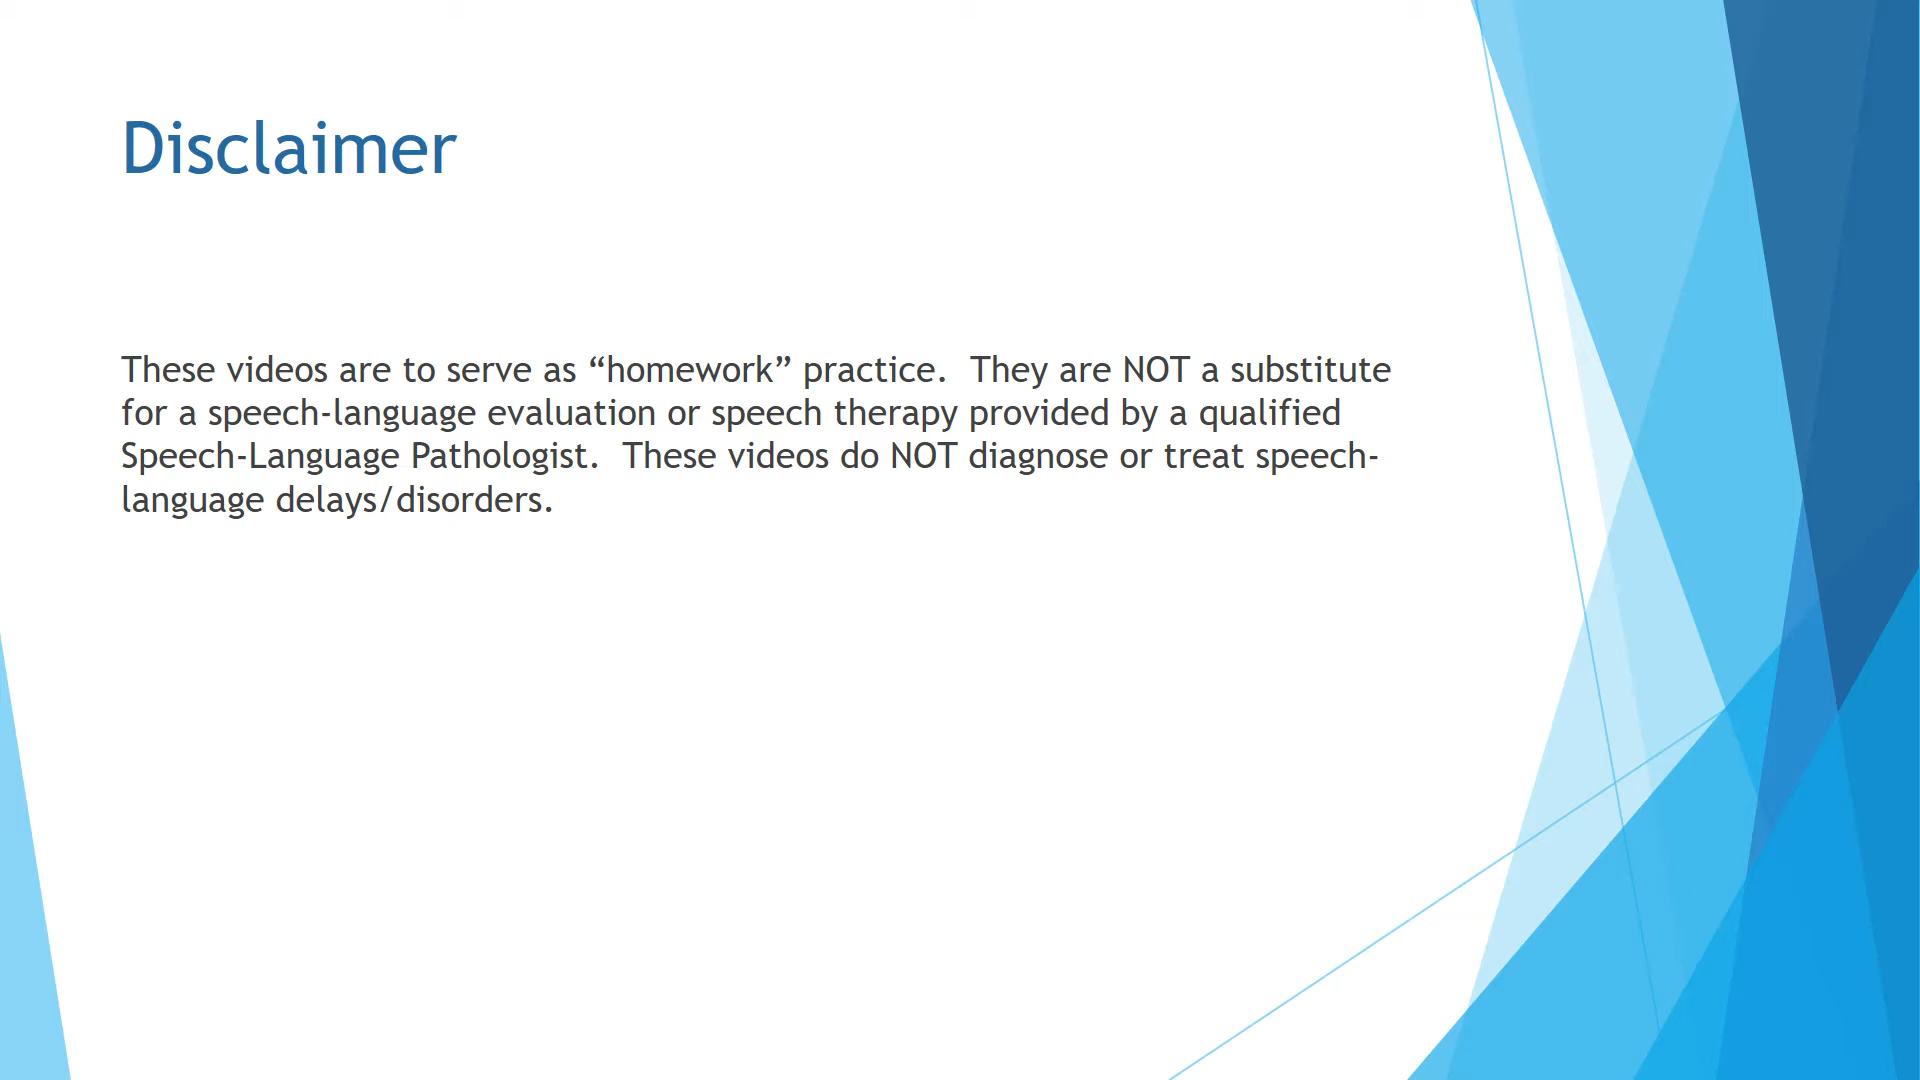 Disclaimer
These videos are to serve as “homework” practice.  They are NOT a substitute
for a speech-language evaluation or speech therapy provided by a qualified
Speech-Language Pathologist.  These videos do NOT diagnose or treat speech-
language delays/disorders.